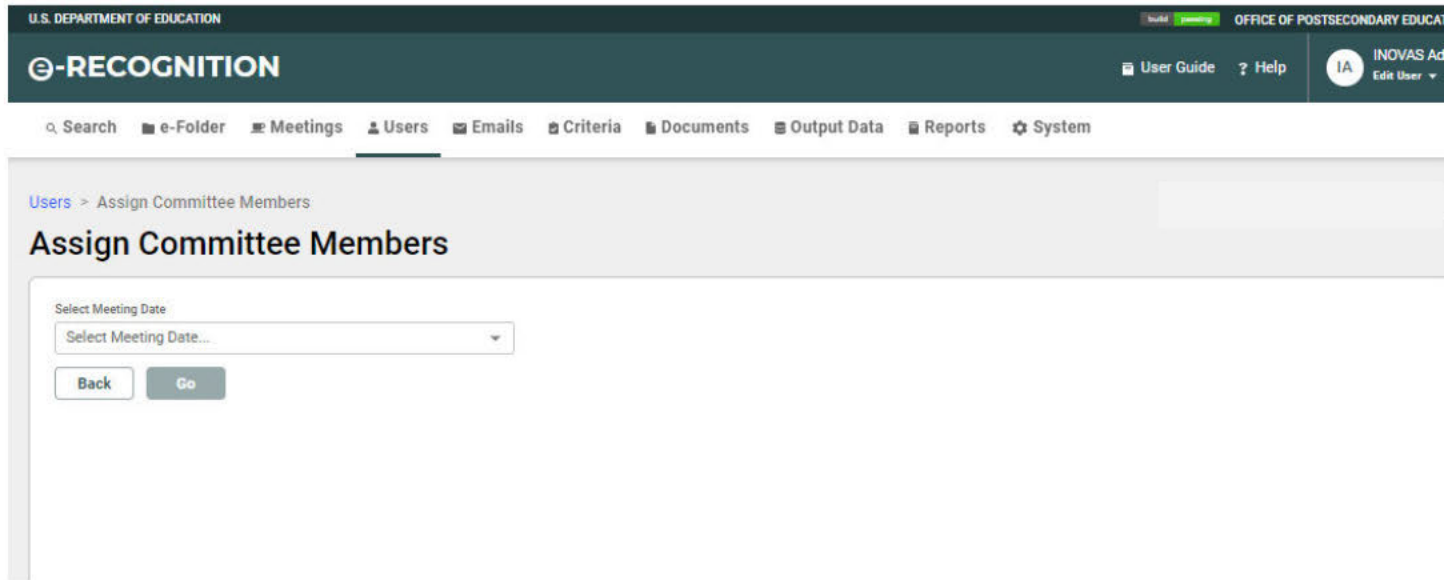 U.S. DEPARTMENT OF EDUCATION
build pending OFFICE OF POSTSECONDARY EDUCAT
e-RECOGNITION
User Guide ? Help
IA
INOVAS Ad
Edit User
Search e-Folder Meetings Users Emails Criteria Documents Output Data Reports System
Users > Assign Committee Members
Assign Committee Members
Select Meeting Date
Select Meeting Date...
Back Go